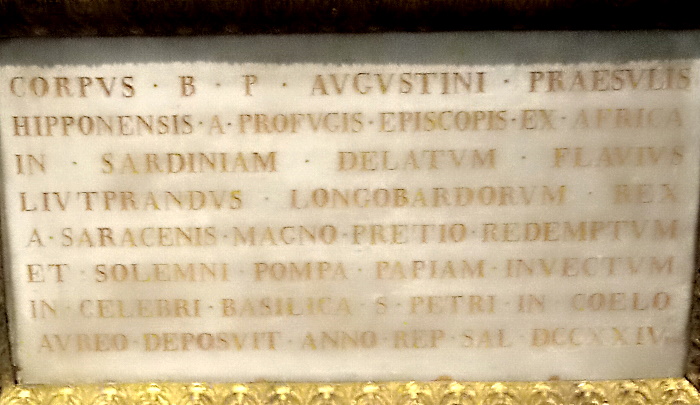 CORPVS · B · P · AVGVSTINI · PRAESVLIS
HIPPONENSIS · A · PROFVGIS · EPISCOPIS · EX · AFRICA
IN · SARDINIAM · DELATVM · FLAVIVS
LIVTPRANDVS · LONGOBARDORVM · REX
A · SARACENIS · MAGNO · PRETIO · REDEMPTVM
ET · SOLEMNI · POMPA · PAPIAM · INVECTVM
IN · CELEBRI · BASILICA · S · PETRI · IN · COELO
AVREO · DEPOSVIT · ANNO · REP · SAL · DCCXXIV